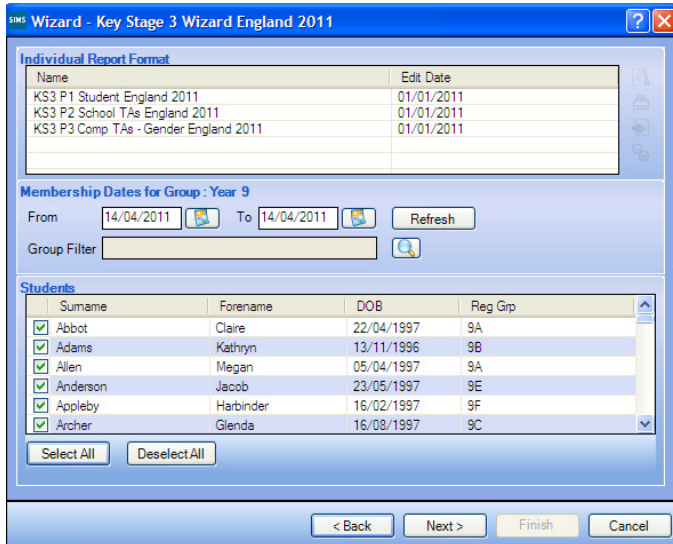 SIMS Wizard - Key Stage 3 Wizard England 2011
Individual Report Format
Name Edit Date
KS3 P1 Student England 2011 01/01/2011
KS3 P2 School TAs England 2011 01/01/2011
KS3 P3 Comp TAs - Gender England 2011 01/01/2011
Membership Dates for Group : Year 9
From 14/04/2011 To 14/04/2011 Refresh
Group Filter
Students
Surname Forename DOB Reg Grp
Abbot Claire 22/04/1997 9A
Adams Kathryn 13/11/1996 9B
Allen Megan 05/04/1997 9A
Anderson Jacob 23/05/1997 9E
Appleby Harbinder 16/02/1997 9F
Archer Glenda 16/08/1997 9C
Select All Deselect All
< Back Next > Finish Cancel